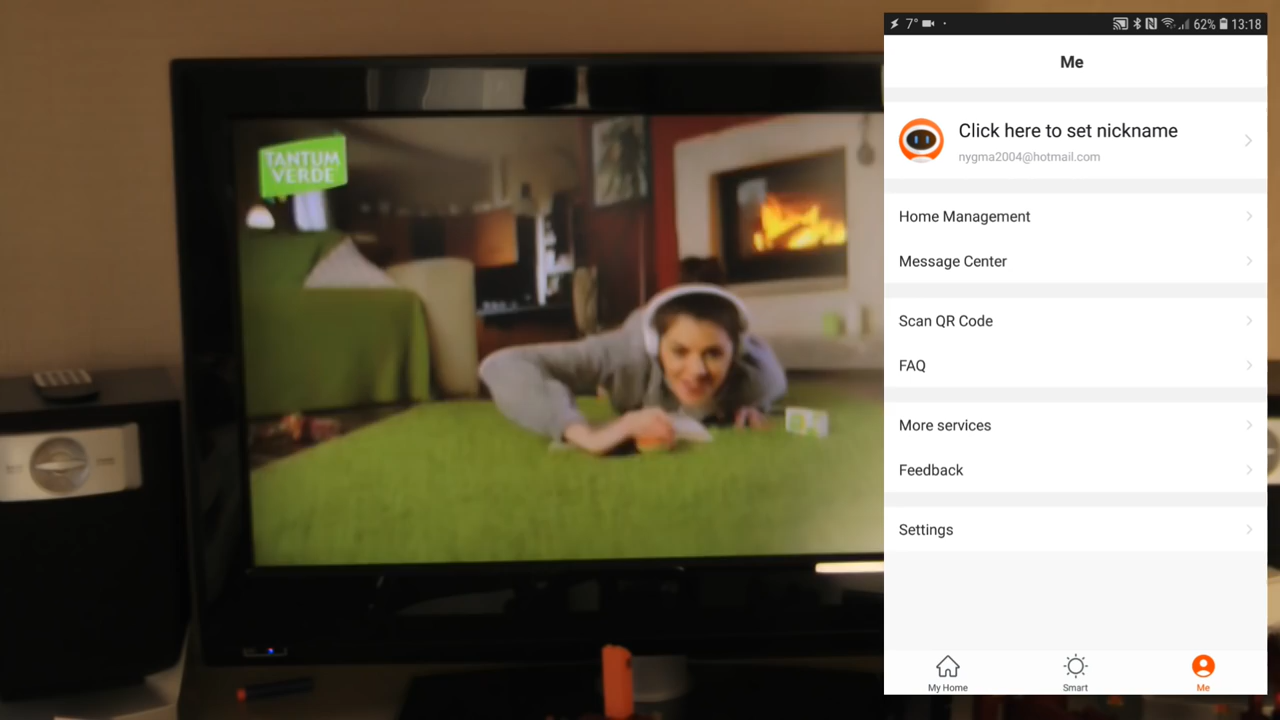 TANTUM
VERDE
7°
62%
13:18
Me
Click here to set nickname
nygma2004@hotmail.com
Home Management
Message Center
Scan QR Code
FAQ
More services
Feedback
Settings
My Home
Smart
Me